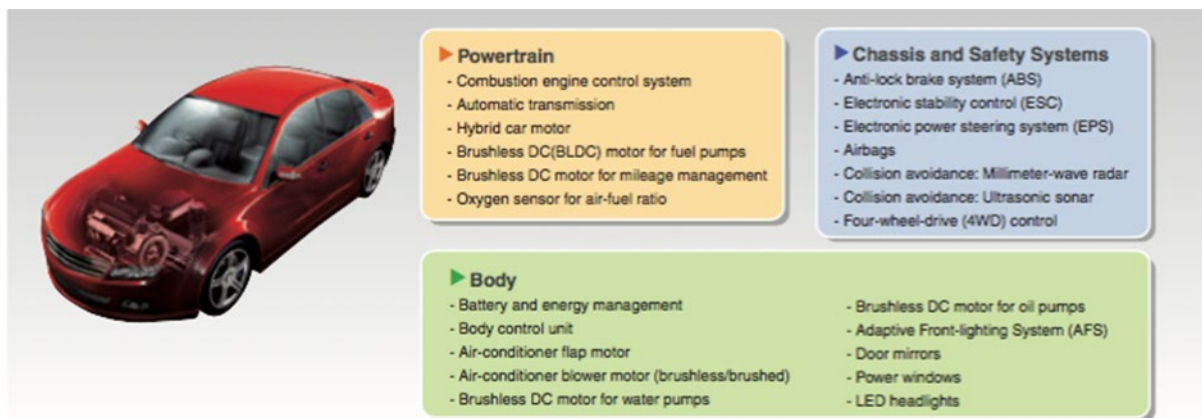 Powertrain
- Combustion engine control system
- Automatic transmission
- Hybrid car motor
- Brushless DC(BLDC) motor for fuel pumps
- Brushless DC motor for mileage management
- Oxygen sensor for air-fuel ratio
Chassis and Safety Systems
- Anti-lock brake system (ABS)
- Electronic stability control (ESC)
- Electronic power steering system (EPS)
- Airbags
- Collision avoidance: Millimeter-wave radar
- Collision avoidance: Ultrasonic sonar
- Four-wheel-drive (4WD) control
Body
- Battery and energy management
- Body control unit
- Air-conditioner flap motor
- Air-conditioner blower motor (brushless/brushed)
- Brushless DC motor for water pumps
- Brushless DC motor for oil pumps
- Adaptive Front-lighting System (AFS)
- Door mirrors
- Power windows
- LED headlights